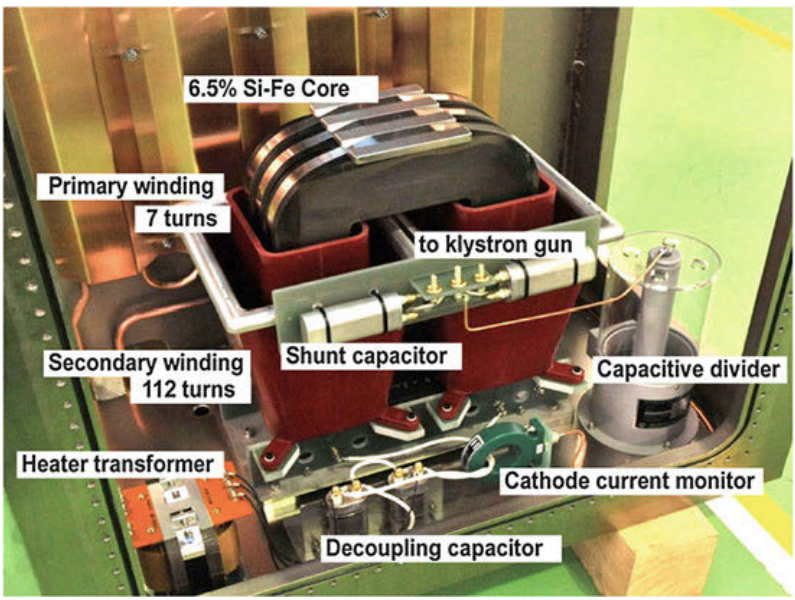 6.5% Si-Fe Core
Primary winding
7 turns
to klystron gun
Shunt capacitor
Secondary winding
112 turns
Capacitive divider
Heater transformer
Cathode current monitor
Decoupling capacitor